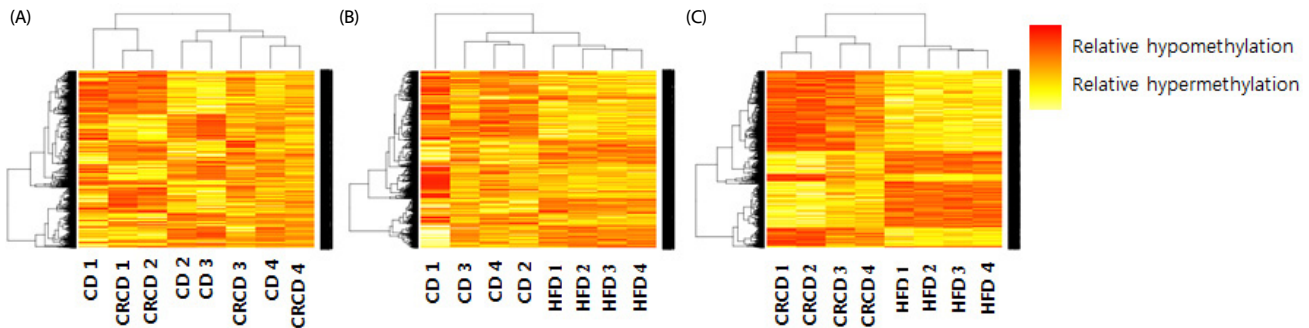 (A)
CD 1
CRCD 1
CRCD 2
CD 2
CD 3
CRCD 3
CD 4
CRCD 4
(B)
CD 1
CD 3
CD 4
CD 2
HFD 1
HFD 2
HFD 3
HFD 4
(C)
CRCD 1
CRCD 2
CRCD 3
CRCD 4
HFD 1
HFD 2
HFD 3
HFD 4
Relative hypomethylation
Relative hypermethylation